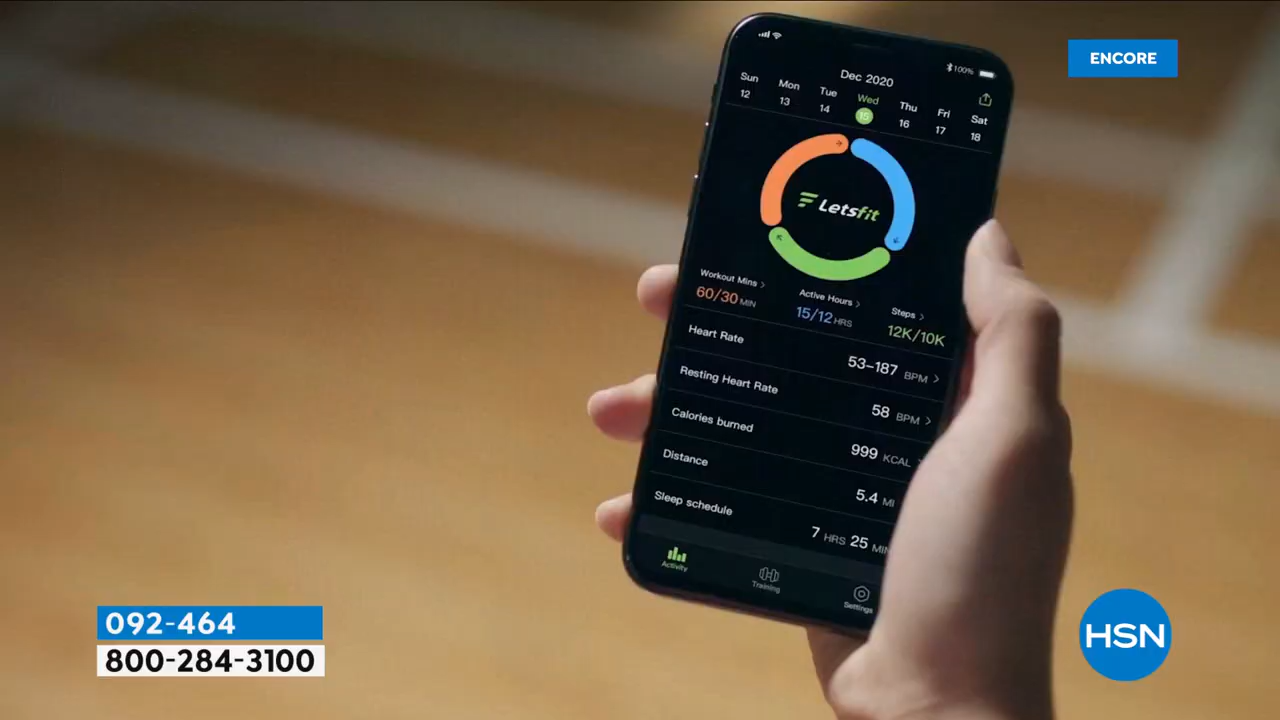 ENCORE
100%
Dec 2020
Sun Mon Tue Wed Thu Fri Sat
12 13 14 15 16 17 18
Letsfit
Workout Mins Active Hours Steps
60/30 MIN 15/12 HRS 12K/10K
Heart Rate 53–187 BPM
Resting Heart Rate 58 BPM
Calories burned 999 KCAL
Distance 5.4 MI
Sleep schedule 7 HRS 25 MIN
Activity Training Settings
092-464
800-284-3100
HSN